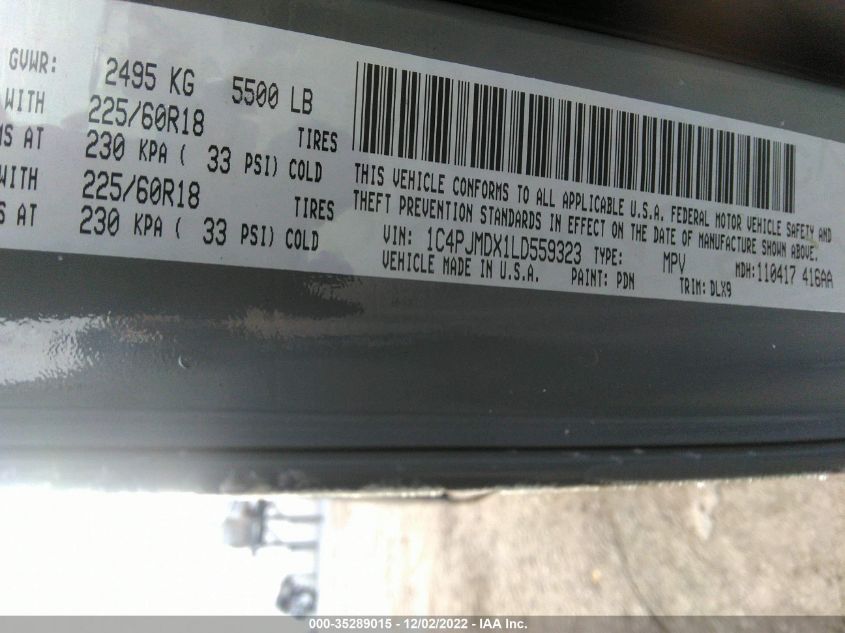 GVWR: 2495 KG 5500 LB
WITH 225/60R18 TIRES
MS AT 230 KPA ( 33 PSI) COLD
WITH 225/60R18 TIRES
S AT 230 KPA ( 33 PSI) COLD
THIS VEHICLE CONFORMS TO ALL APPLICABLE U.S.A. FEDERAL MOTOR VEHICLE SAFETY AND
THEFT PREVENTION STANDARDS IN EFFECT ON THE DATE OF MANUFACTURE SHOWN ABOVE.
VIN: 1C4PJMDX1LD559323 TYPE: MPV MDH:110417 416AA
VEHICLE MADE IN U.S.A. PAINT: PDN TRIM: DLX9
000-35289015 - 12/02/2022 - IAA Inc.